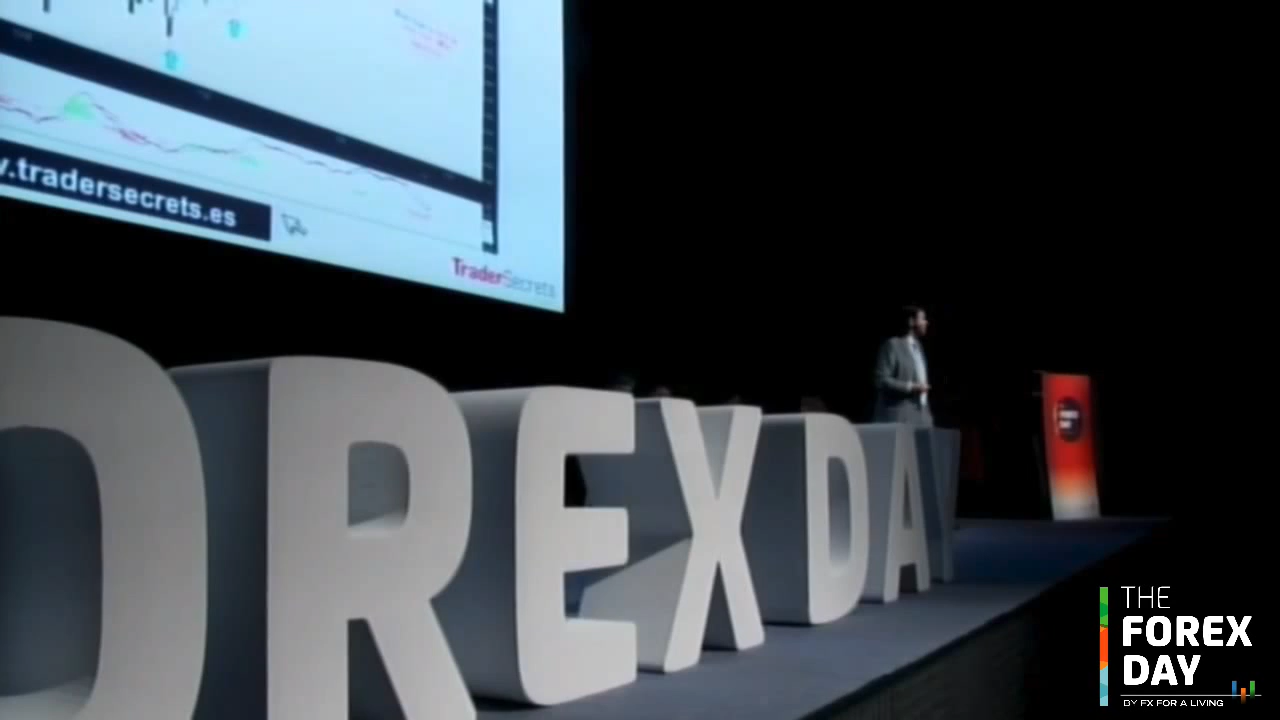 v.tradersecrets.es
TraderSecrets
OREX DAY
THE
FOREX
DAY
BY FX FOR A LIVING